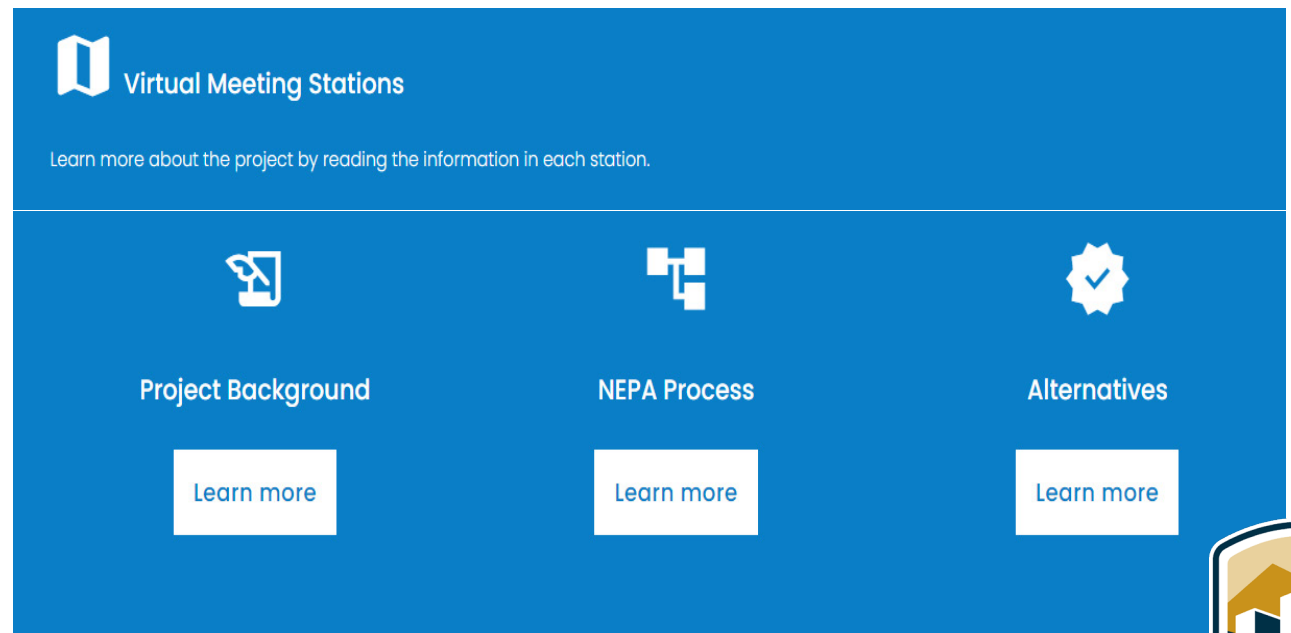 Virtual Meeting Stations
Learn more about the project by reading the information in each station.
Project Background
NEPA Process
Alternatives
Learn more
Learn more
Learn more